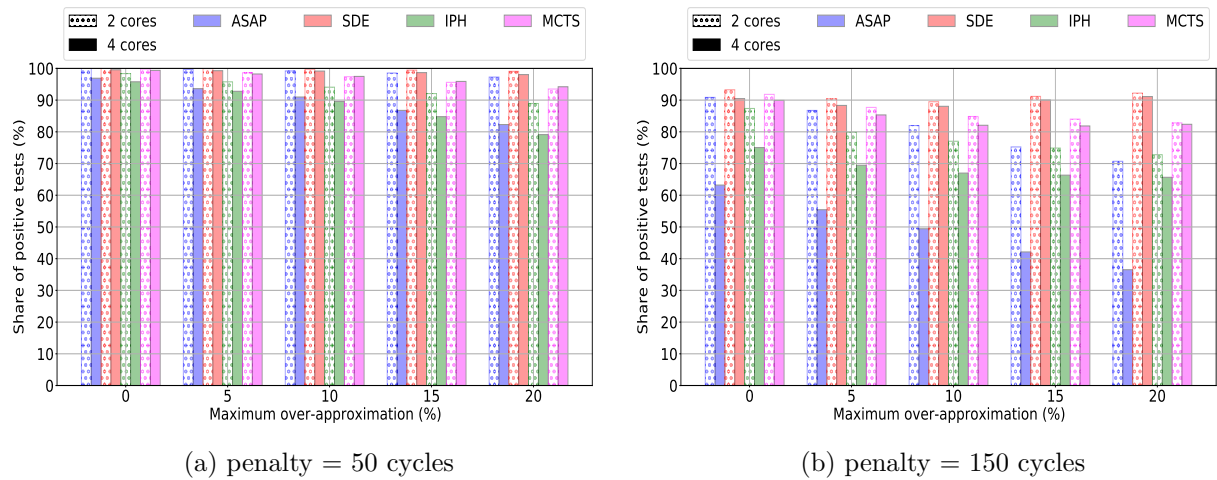 2 cores ASAP SDE IPH MCTS
4 cores
100
90
80
70
60
50
40
30
20
10
0
Share of positive tests (%)
0 5 10 15 20
Maximum over-approximation (%)
(a) penalty = 50 cycles
2 cores ASAP SDE IPH MCTS
4 cores
100
90
80
70
60
50
40
30
20
10
0
Share of positive tests (%)
0 5 10 15 20
Maximum over-approximation (%)
(b) penalty = 150 cycles